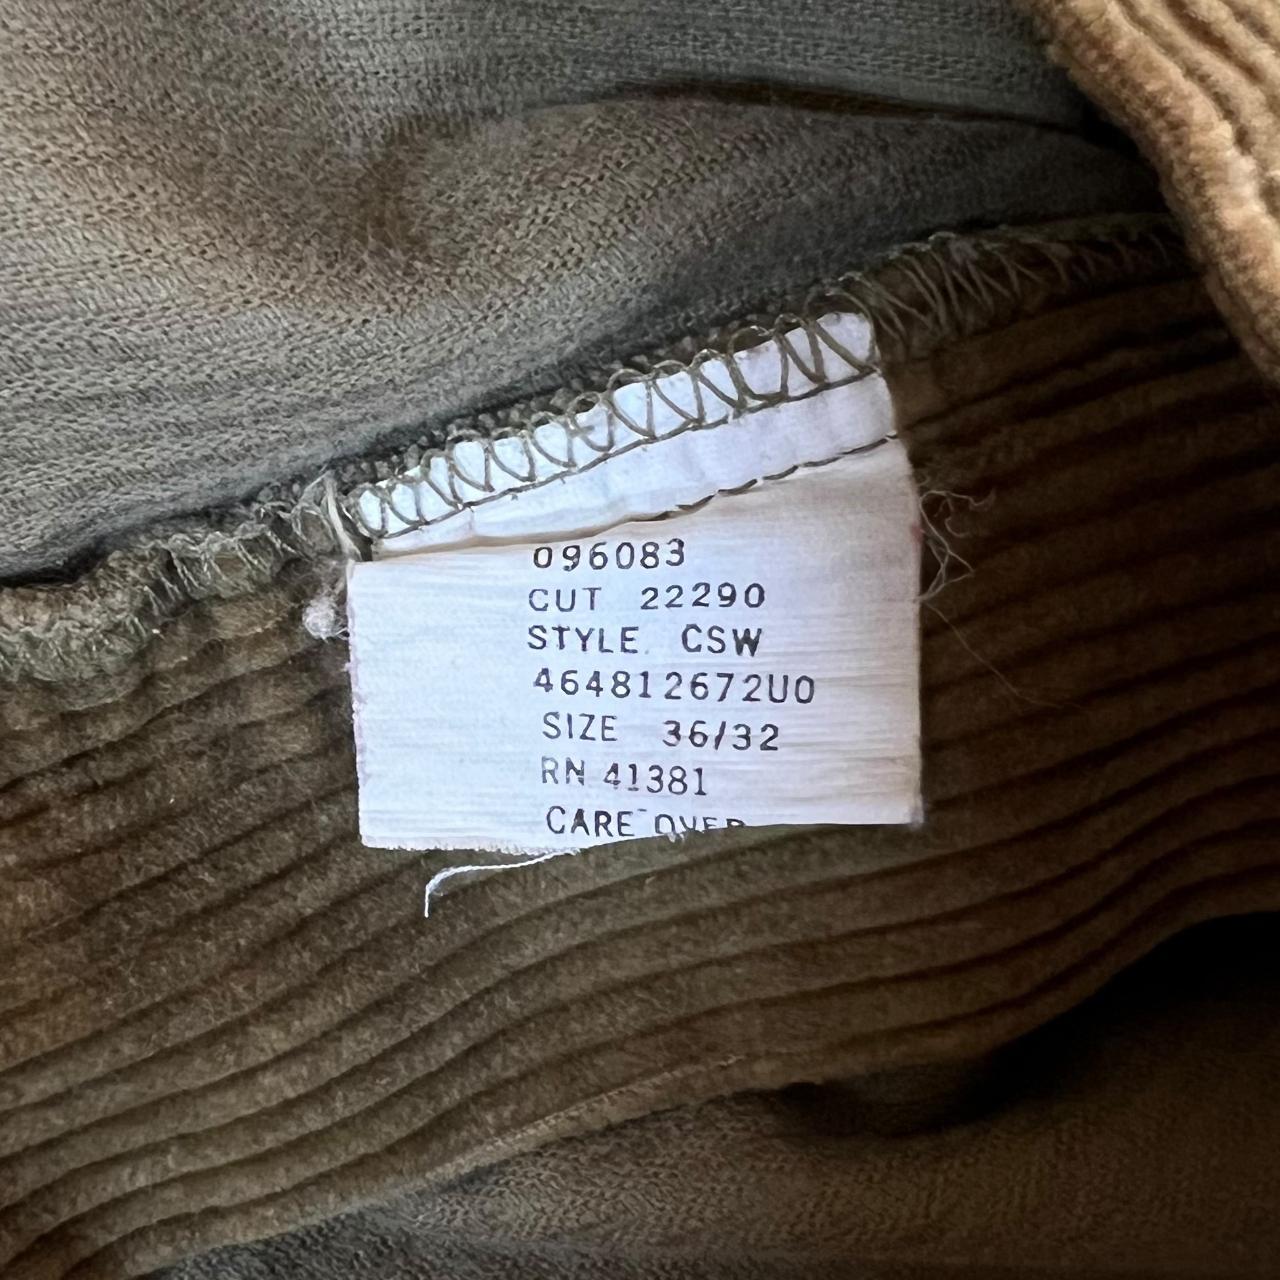 096083
CUT 22290
STYLE CSW
464812672U0
SIZE 36/32
RN 41381
CARE OVER